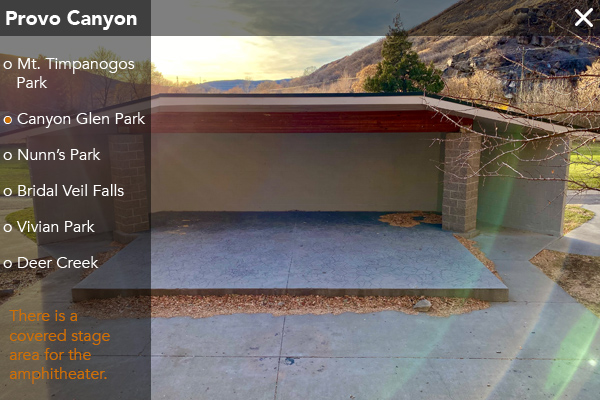 Provo Canyon
Mt. Timpanogos
Park
Canyon Glen Park
Nunn's Park
Bridal Veil Falls
Vivian Park
Deer Creek
There is a
covered stage
area for the
amphitheater.